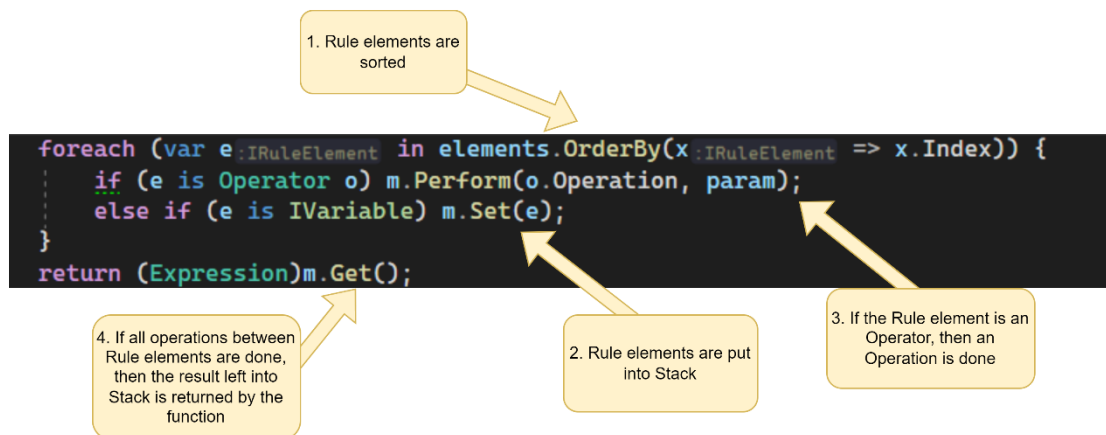 1. Rule elements are
sorted
foreach (var e :IRuleElement in elements.OrderBy(x :IRuleElement => x.Index)) {
if (e is Operator o) m.Perform(o.Operation, param);
else if (e is IVariable) m.Set(e);
}
return (Expression)m.Get();
4. If all operations between
Rule elements are done,
then the result left into
Stack is returned by the
function
2. Rule elements are put
into Stack
3. If the Rule element is an
Operator, then an
Operation is done